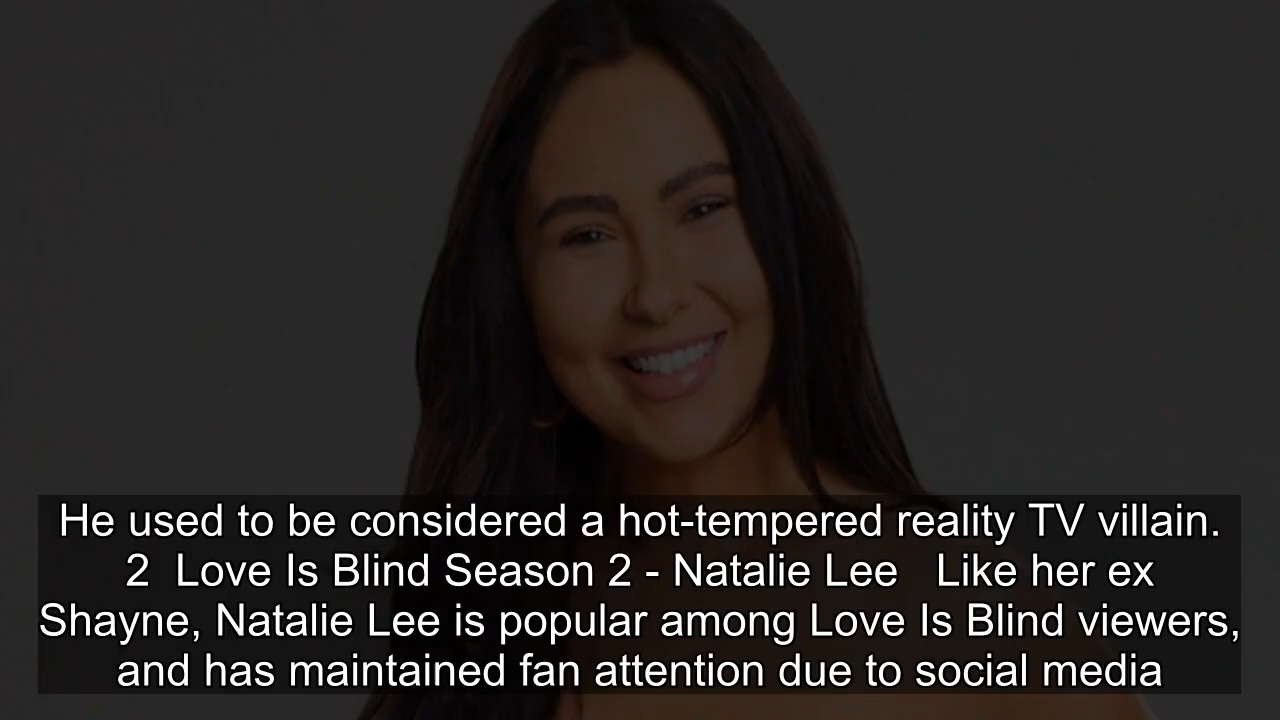 He used to be considered a hot-tempered reality TV villain.
2  Love Is Blind Season 2 - Natalie Lee   Like her ex
Shayne, Natalie Lee is popular among Love Is Blind viewers,
and has maintained fan attention due to social media